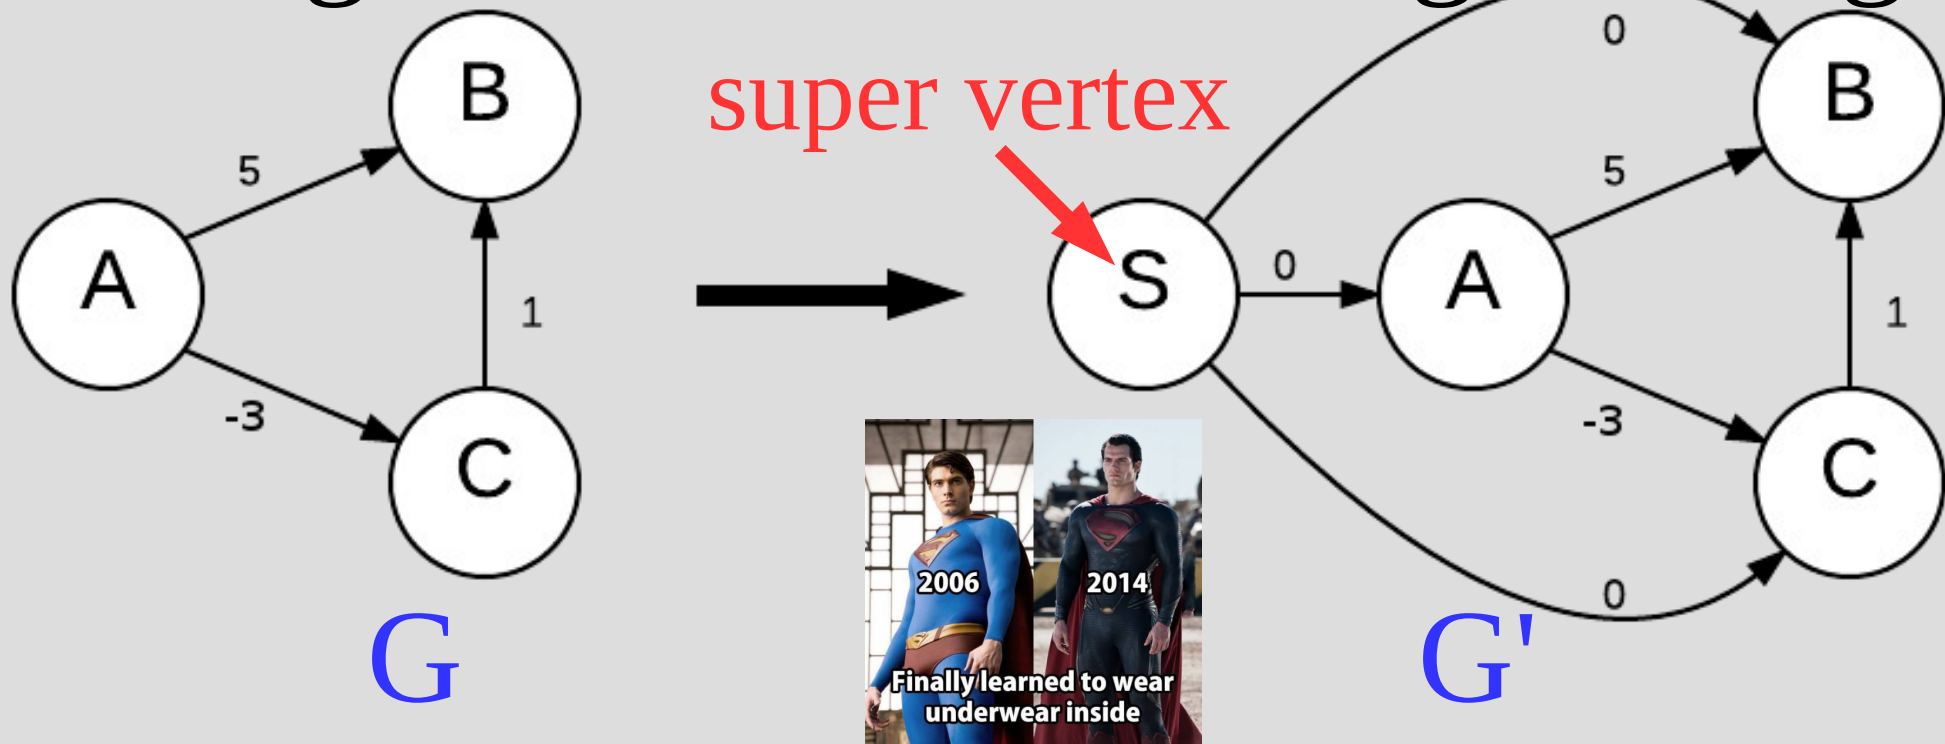 B
5
A
1
-3
C
G
super vertex
0
B
5
S
0
A
1
-3
C
0
G'
2006
2014
Finally learned to wear
underwear inside